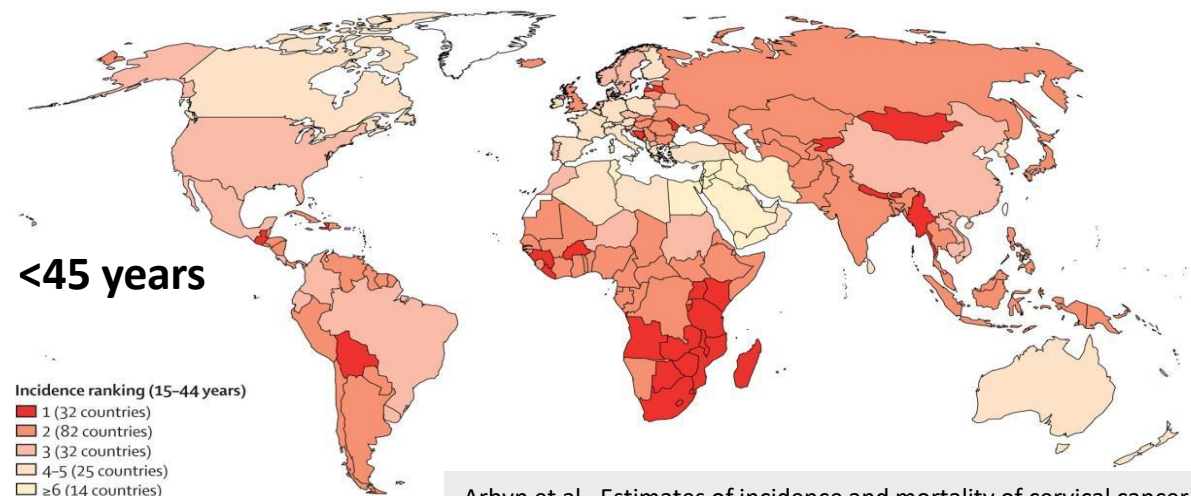 <45 years
Incidence ranking (15–44 years)
1 (32 countries)
2 (82 countries)
3 (32 countries)
4–5 (25 countries)
≥6 (14 countries)
Arbyn et al., Estimates of incidence and mortality of cervical cancer